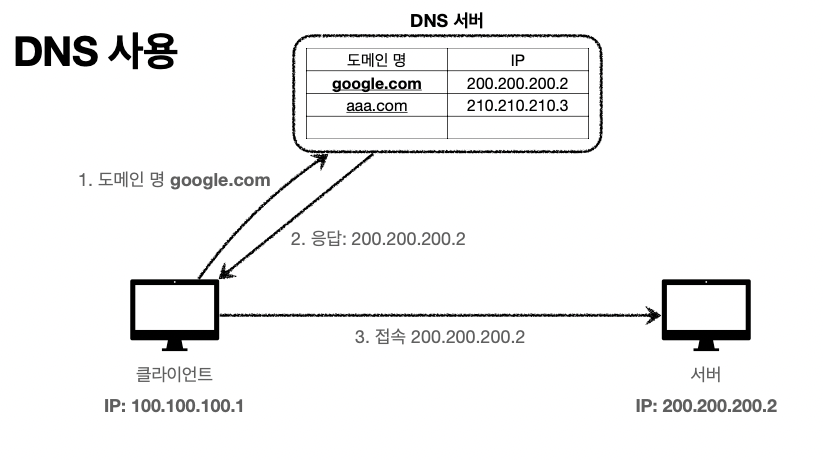 DNS 사용
DNS 서버
도메인 명 IP
google.com 200.200.200.2
aaa.com 210.210.210.3
1. 도메인 명 google.com
2. 응답: 200.200.200.2
3. 접속 200.200.200.2
클라이언트
IP: 100.100.100.1
서버
IP: 200.200.200.2